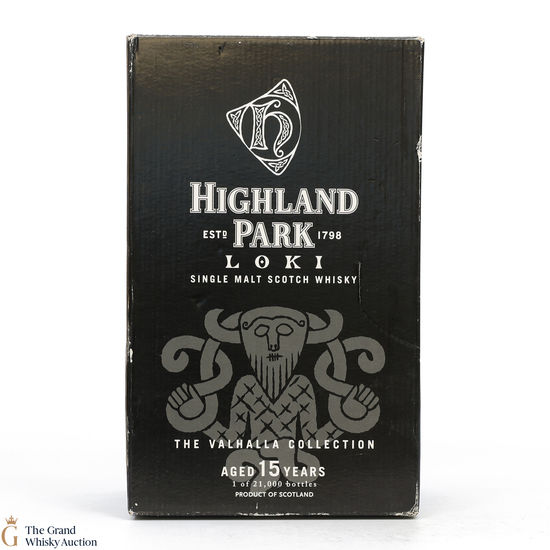 H
HIGHLAND
ESTD PARK 1798
LOKI
SINGLE MALT SCOTCH WHISKY
THE VALHALLA COLLECTION
AGED 15 YEARS
1 of 21,000 bottles
PRODUCT OF SCOTLAND
G
The Grand
Whisky Auction